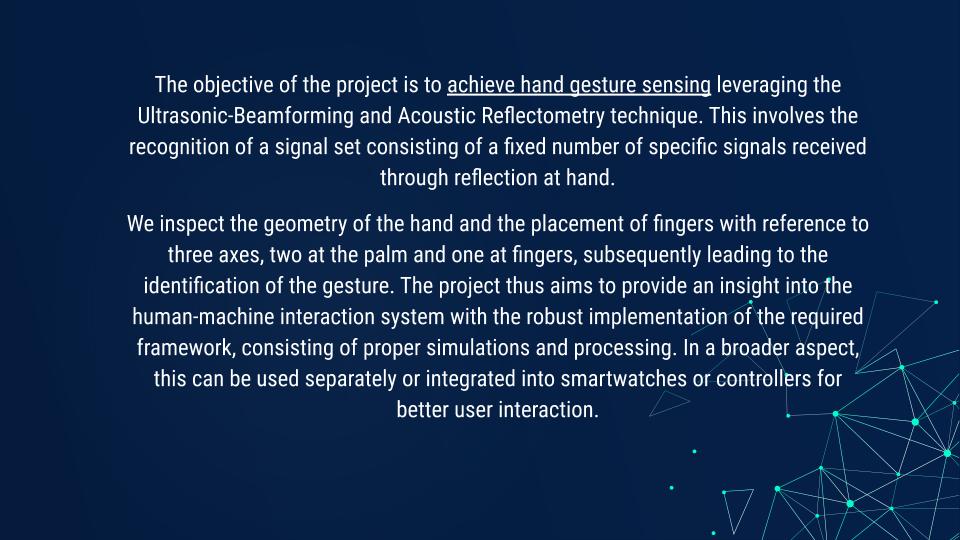 The objective of the project is to achieve hand gesture sensing leveraging the
Ultrasonic-Beamforming and Acoustic Reflectometry technique. This involves the
recognition of a signal set consisting of a fixed number of specific signals received
through reflection at hand.
We inspect the geometry of the hand and the placement of fingers with reference to
three axes, two at the palm and one at fingers, subsequently leading to the
identification of the gesture. The project thus aims to provide an insight into the
human-machine interaction system with the robust implementation of the required
framework, consisting of proper simulations and processing. In a broader aspect,
this can be used separately or integrated into smartwatches or controllers for
better user interaction.